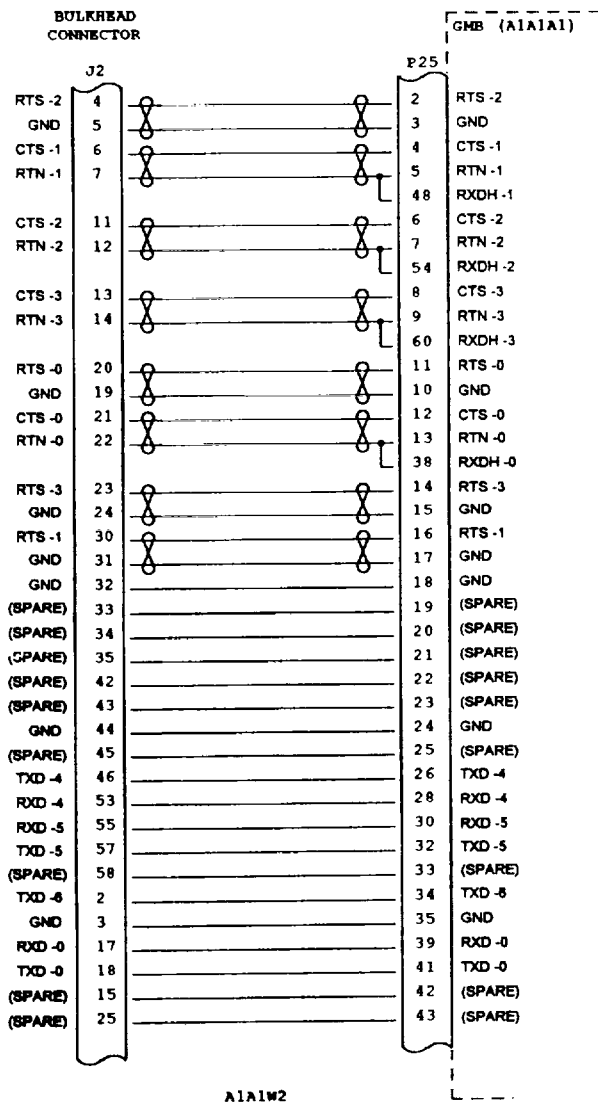 BULKHEAD
CONNECTOR
GMB (A1A1A1)
J2
P25
RTS -2 4 2 RTS -2
GND 5 3 GND
CTS -1 6 4 CTS -1
RTN -1 7 5 RTN -1
48 RXDH -1
CTS -2 11 6 CTS -2
RTN -2 12 7 RTN -2
54 RXDH -2
CTS -3 13 8 CTS -3
RTN -3 14 9 RTN -3
60 RXDH -3
RTS -0 20 11 RTS -0
GND 19 10 GND
CTS -0 21 12 CTS -0
RTN -0 22 13 RTN -0
38 RXDH -0
RTS -3 23 14 RTS -3
GND 24 15 GND
RTS -1 30 16 RTS -1
GND 31 17 GND
GND 32 18 GND
(SPARE) 33 19 (SPARE)
(SPARE) 34 20 (SPARE)
(SPARE) 35 21 (SPARE)
(SPARE) 42 22 (SPARE)
(SPARE) 43 23 (SPARE)
GND 44 24 GND
(SPARE) 45 25 (SPARE)
TXD -4 46 26 TXD -4
RXD -4 53 28 RXD -4
RXD -5 55 30 RXD -5
TXD -5 57 32 TXD -5
(SPARE) 58 33 (SPARE)
TXD -6 2 34 TXD -6
GND 3 35 GND
RXD -0 17 39 RXD -0
TXD -0 18 41 TXD -0
(SPARE) 15 42 (SPARE)
(SPARE) 25 43 (SPARE)
A1A1W2